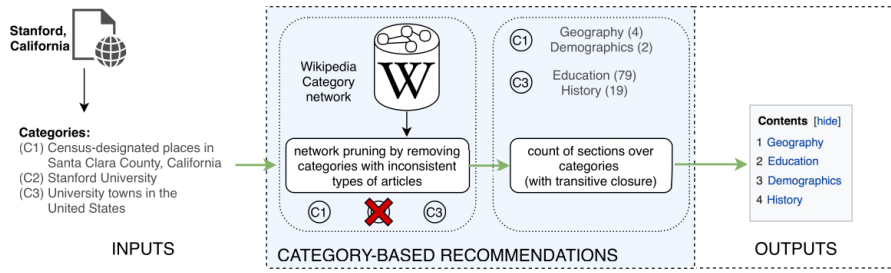 Stanford,
California
Categories:
(C1) Census-designated places in
Santa Clara County, California
(C2) Stanford University
(C3) University towns in the
United States
INPUTS
Wikipedia
Category
network
W
network pruning by removing
categories with inconsistent
types of articles
C1
C3
CATEGORY-BASED RECOMMENDATIONS
C1
Geography (4)
Demographics (2)
C3
Education (79)
History (19)
count of sections over
categories
(with transitive closure)
Contents [hide]
1 Geography
2 Education
3 Demographics
4 History
OUTPUTS